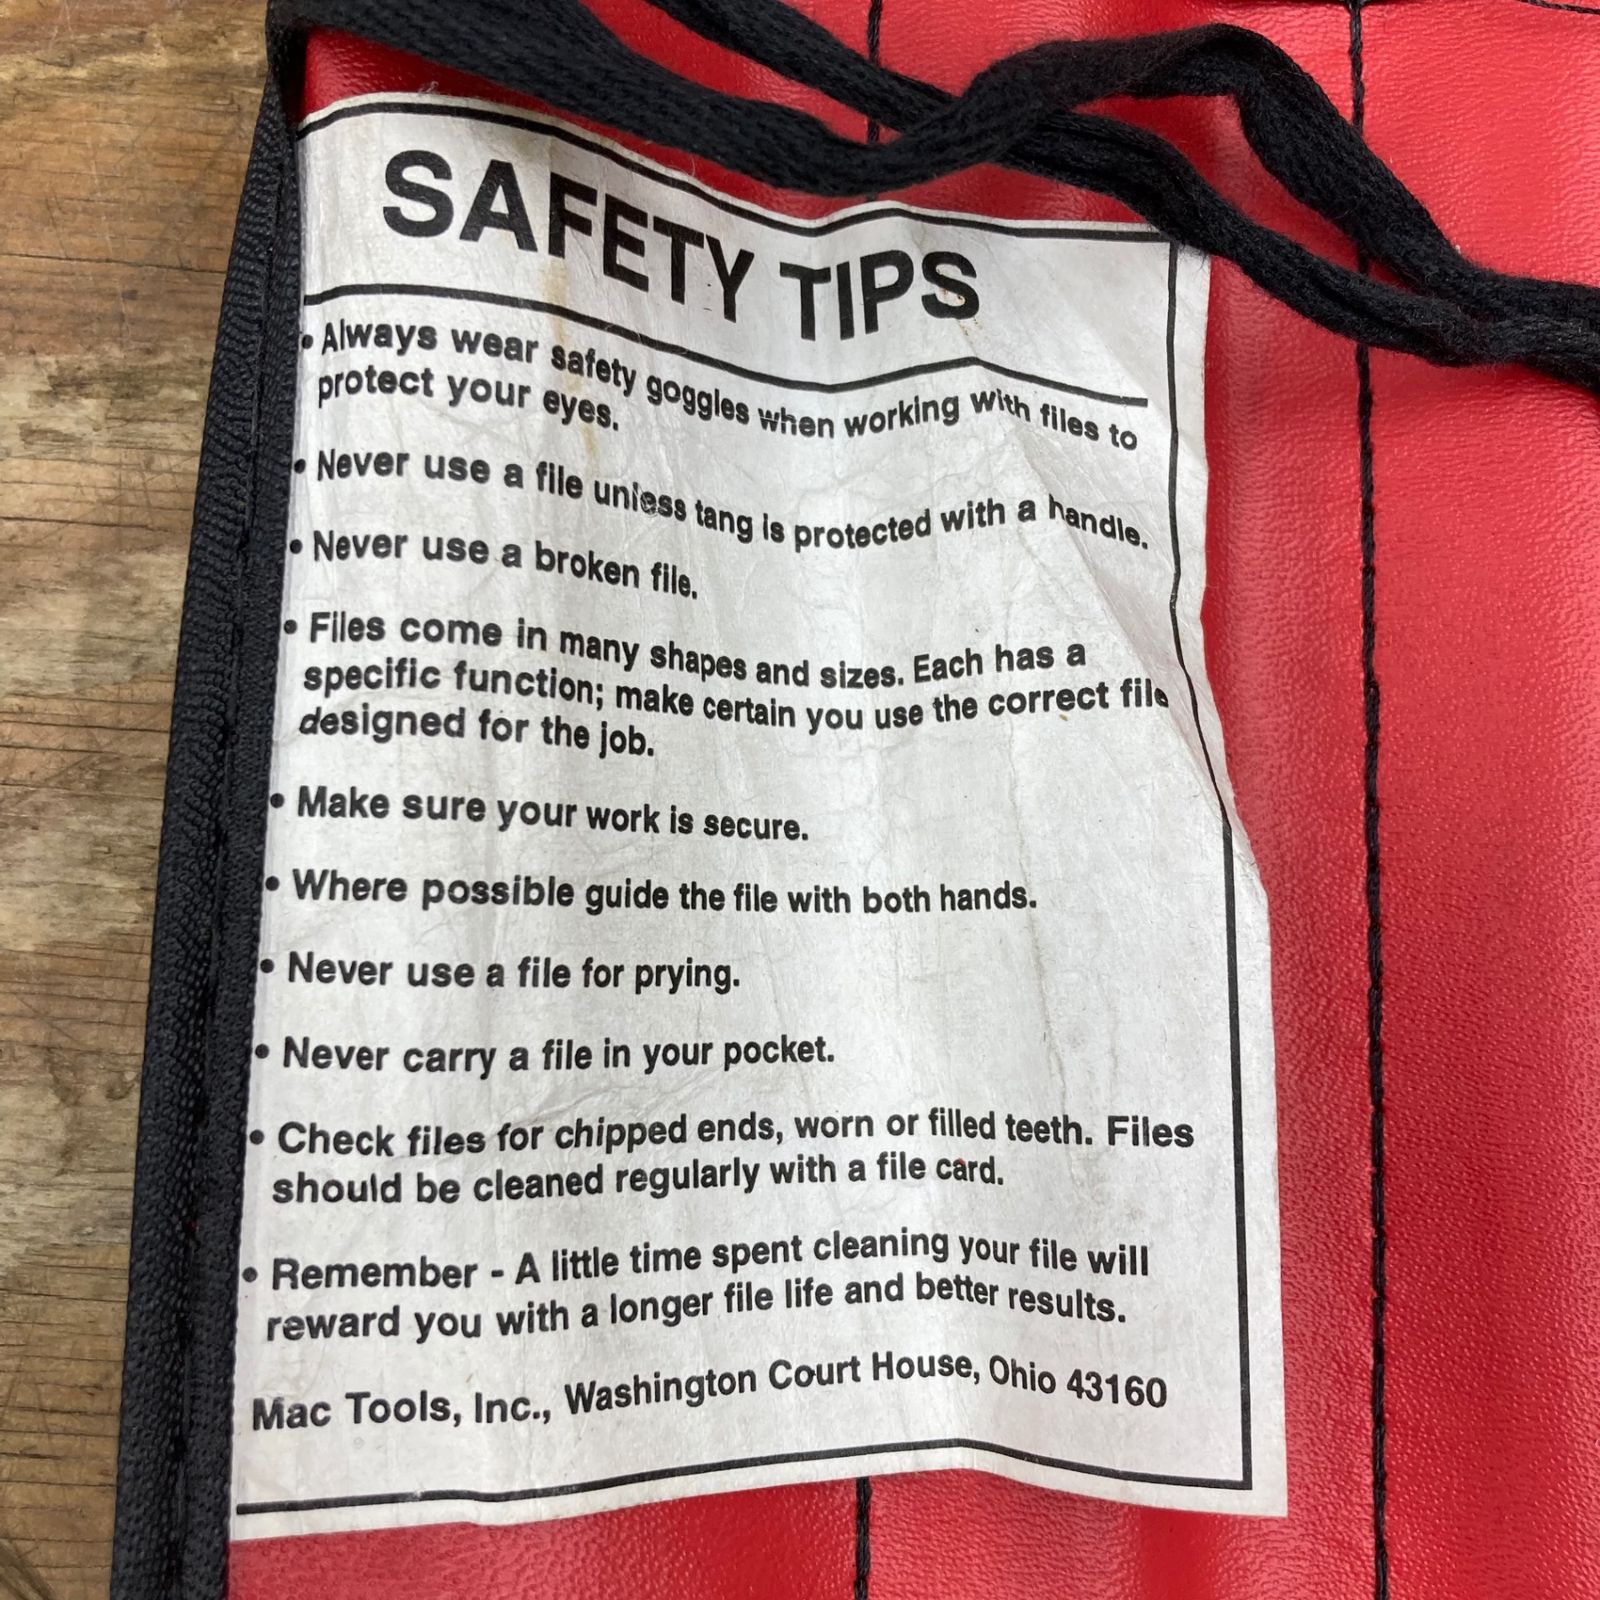 SAFETY TIPS
• Always wear safety goggles when working with files to
protect your eyes.
• Never use a file unless tang is protected with a handle.
• Never use a broken file.
• Files come in many shapes and sizes. Each has a
specific function; make certain you use the correct file
designed for the job.
• Make sure your work is secure.
• Where possible guide the file with both hands.
• Never use a file for prying.
• Never carry a file in your pocket.
• Check files for chipped ends, worn or filled teeth. Files
should be cleaned regularly with a file card.
• Remember - A little time spent cleaning your file will
reward you with a longer file life and better results.
Mac Tools, Inc., Washington Court House, Ohio 43160